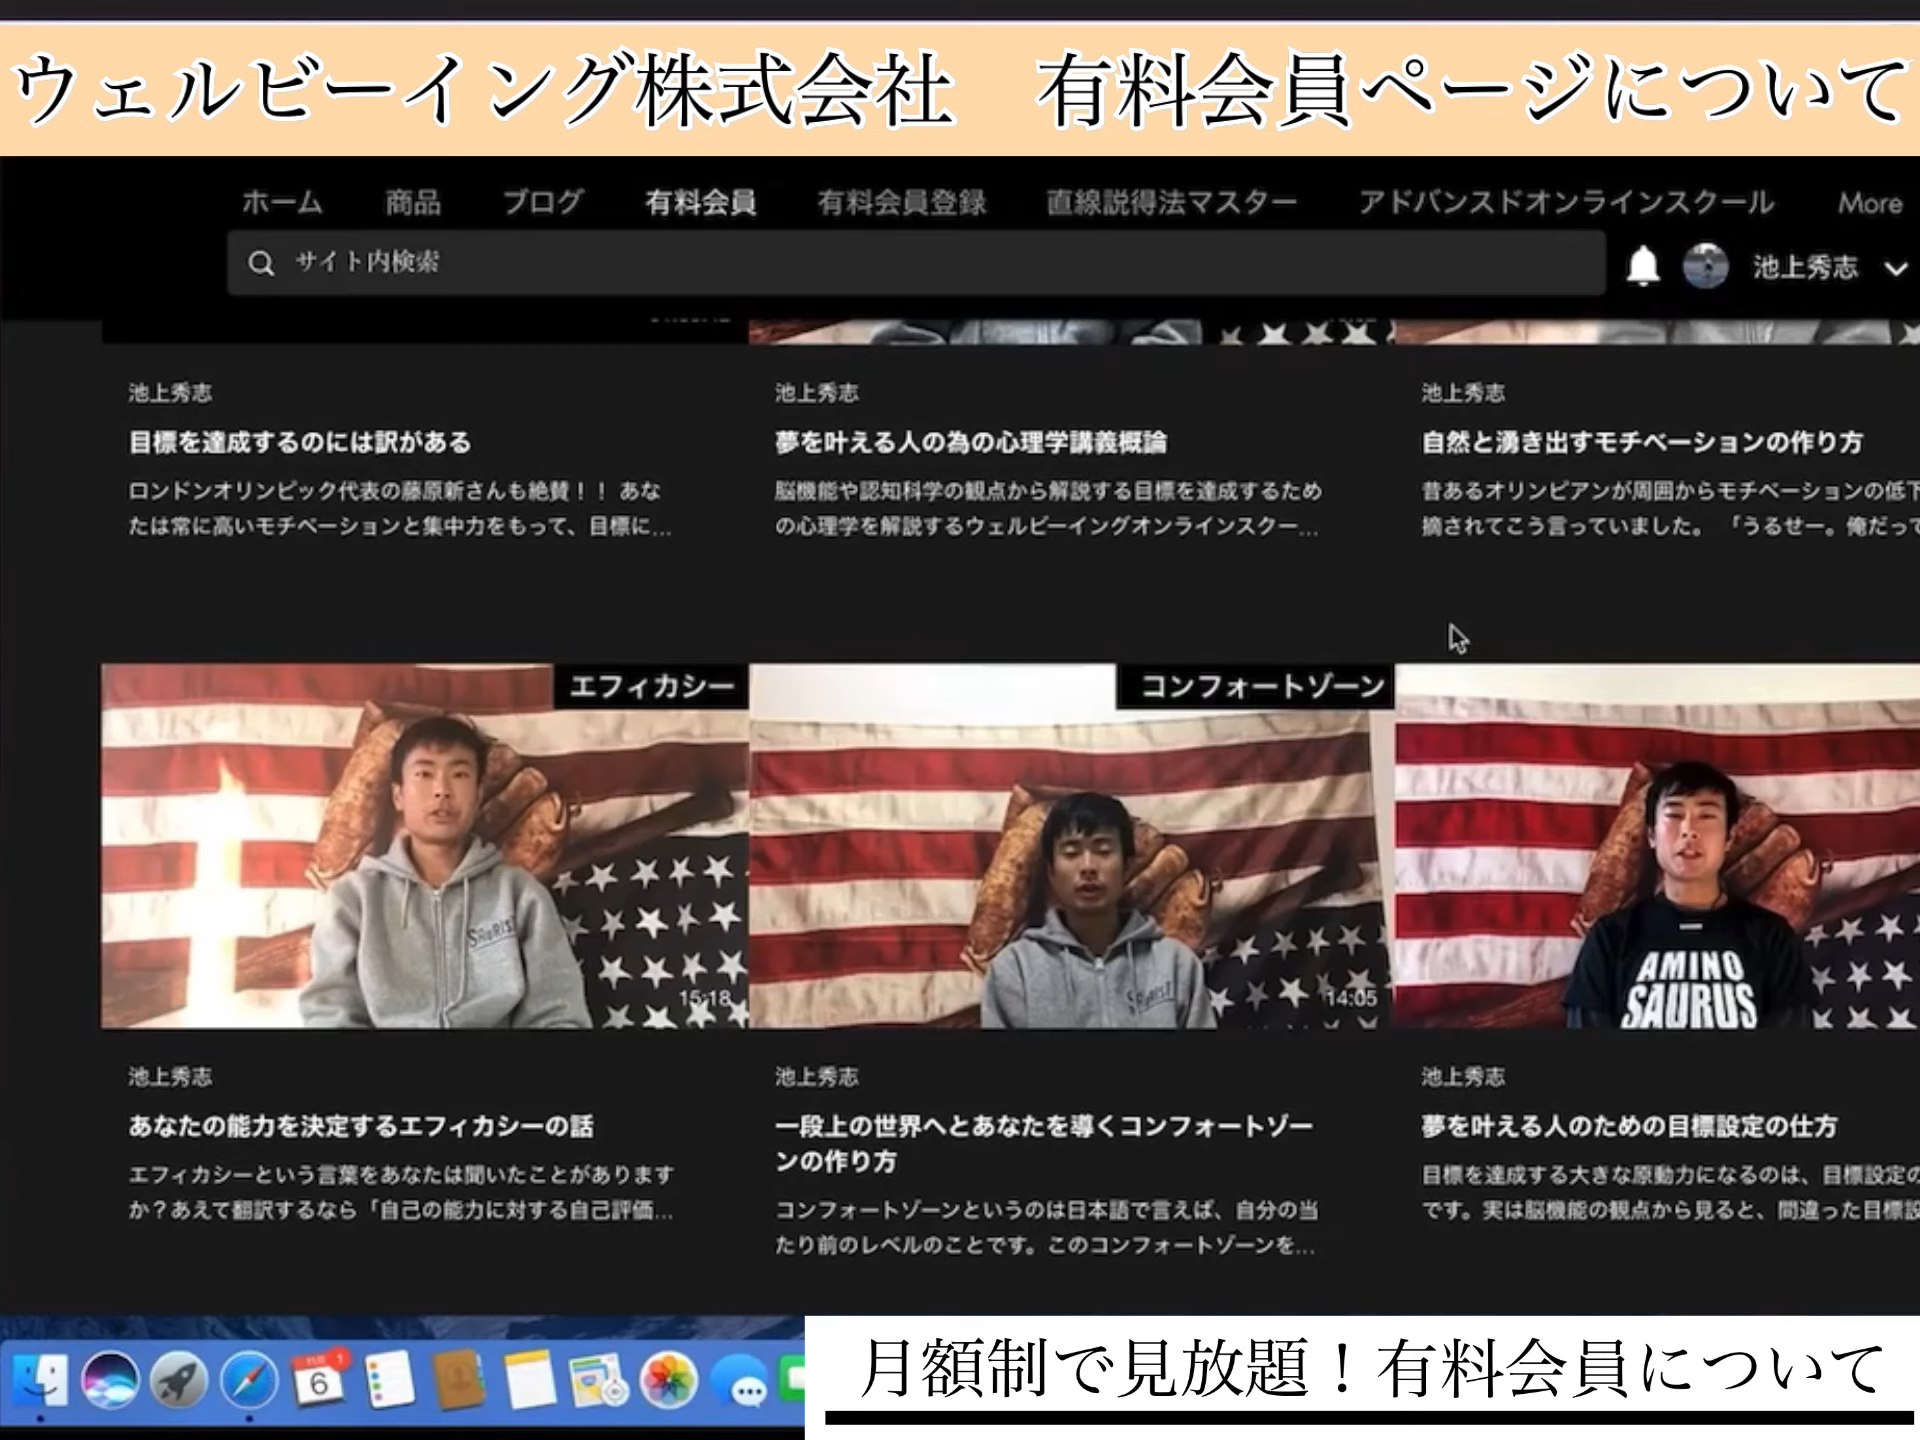 ウェルビーイング株式会社　有料会員ページについて
ホーム 商品 ブログ 有料会員 有料会員登録 直線説得法マスター アドバンスドオンラインスクール More
サイト内検索
池上秀志
池上秀志
目標を達成するのには訳がある
ロンドンオリンピック代表の藤原新さんも絶賛！！ あな
たは常に高いモチベーションと集中力をもって、目標に...
池上秀志
夢を叶える人の為の心理学講義概論
脳機能や認知科学の観点から解説する目標を達成するため
の心理学を解説するウェルビーイングオンラインスクー...
池上秀志
自然と湧き出すモチベーションの作り方
昔あるオリンピアンが周囲からモチベーションの低下
摘されてこう言っていました。 「うるせー。俺だって
エフィカシー
15:18
コンフォートゾーン
14:05
AMINO
SAURUS
池上秀志
あなたの能力を決定するエフィカシーの話
エフィカシーという言葉をあなたは聞いたことがあります
か？あえて翻訳するなら「自己の能力に対する自己評価...
池上秀志
一段上の世界へとあなたを導くコンフォートゾー
ンの作り方
コンフォートゾーンというのは日本語で言えば、自分の当
たり前のレベルのことです。このコンフォートゾーンを...
池上秀志
夢を叶える人のための目標設定の仕方
目標を達成する大きな原動力になるのは、目標設定の
です。実は脳機能の観点から見ると、間違った目標設
1
6
月額制で見放題！有料会員について